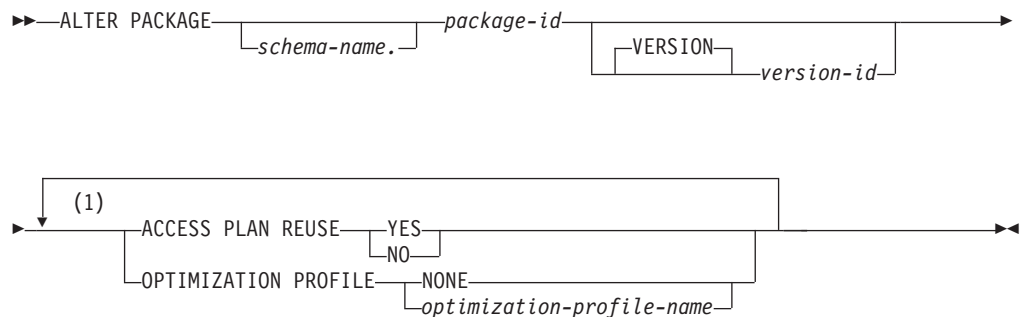 ALTER PACKAGE schema-name. package-id VERSION version-id
(1)
ACCESS PLAN REUSE YES
NO
OPTIMIZATION PROFILE NONE
optimization-profile-name